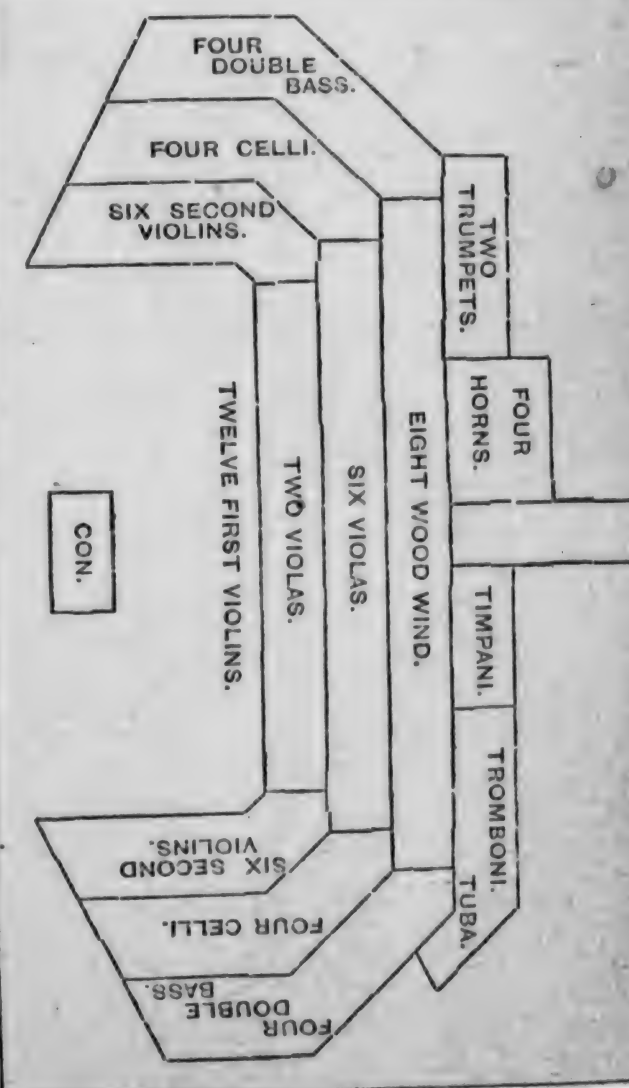 FOUR
DOUBLE
BASS.
FOUR CELLI.
SIX SECOND
VIOLINS.
TWO
TRUMPETS.
FOUR
HORNS.
TIMPANI.
TROMBONI.
TUBA.
EIGHT WOOD WIND.
SIX VIOLAS.
TWO VIOLAS.
TWELVE FIRST VIOLINS.
CON.
SIX SECOND
VIOLINS.
FOUR CELLI.
FOUR
DOUBLE
BASS.